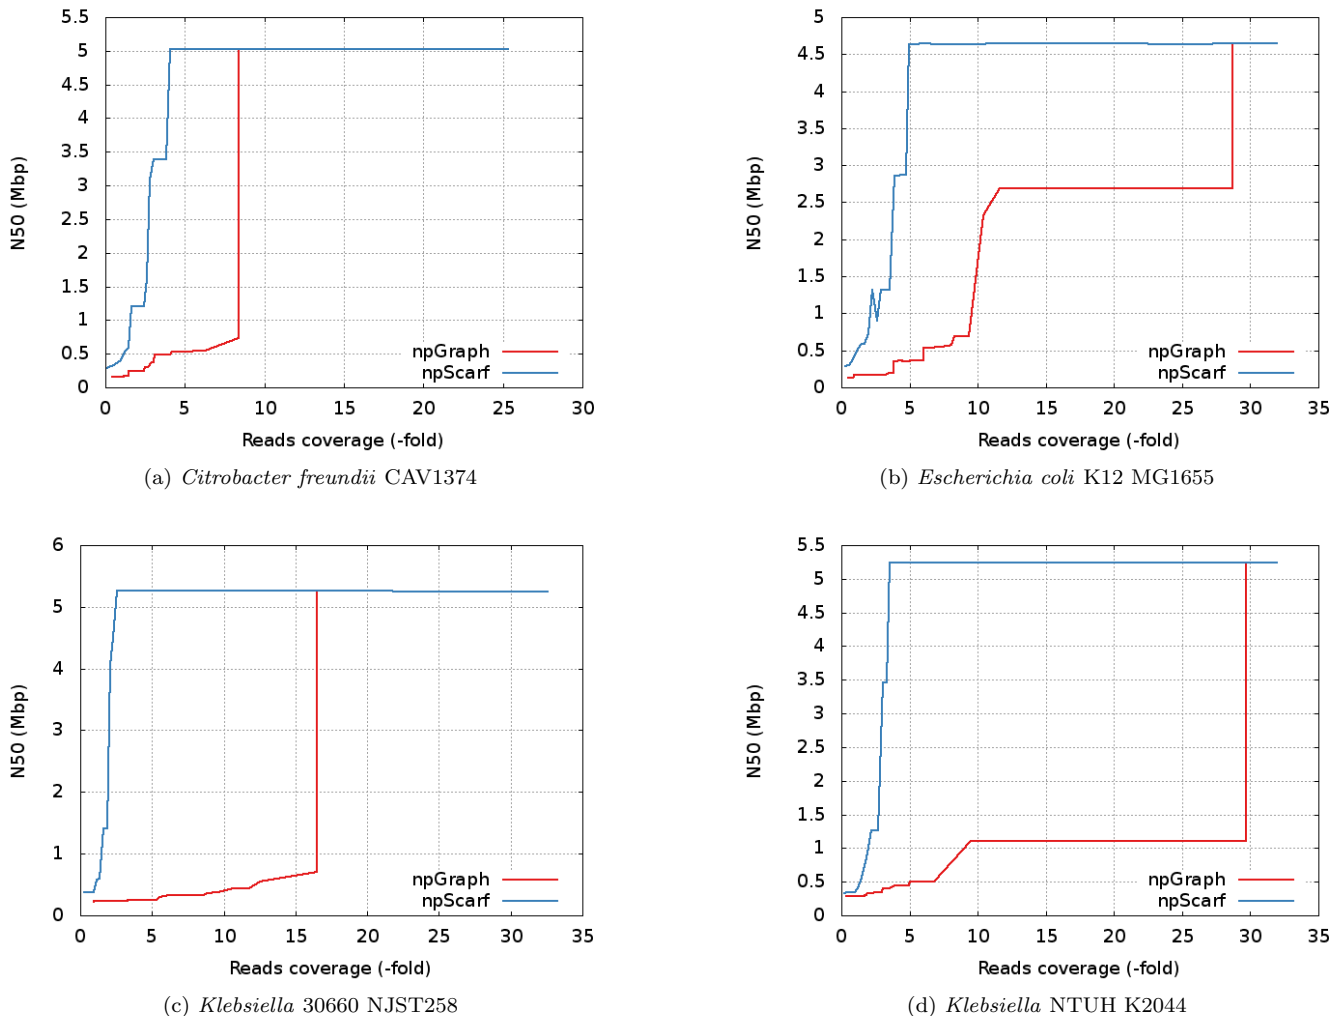 5.5
5
4.5
4
3.5
3
2.5
2
1.5
1
0.5
0
N50 (Mbp)
npGraph
npScarf
0 5 10 15 20 25 30
Reads coverage (-fold)
(a) Citrobacter freundii CAV1374
5
4.5
4
3.5
3
2.5
2
1.5
1
0.5
0
N50 (Mbp)
npGraph
npScarf
0 5 10 15 20 25 30 35
Reads coverage (-fold)
(b) Escherichia coli K12 MG1655
6
5
4
3
2
1
0
N50 (Mbp)
npGraph
npScarf
0 5 10 15 20 25 30 35
Reads coverage (-fold)
(c) Klebsiella 30660 NJST258
5.5
5
4.5
4
3.5
3
2.5
2
1.5
1
0.5
0
N50 (Mbp)
npGraph
npScarf
0 5 10 15 20 25 30 35
Reads coverage (-fold)
(d) Klebsiella NTUH K2044